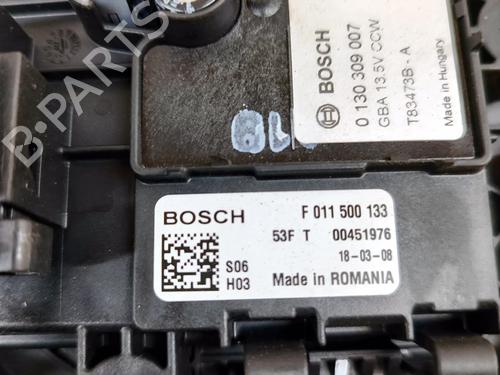 BOSCH
0 130 309 007
GBA 13.5V CCW
T83473B - A
Made in Hungary
BOSCH
F 011 500 133
53F T 00451976
18-03-08
S06
H03
Made in ROMANIA